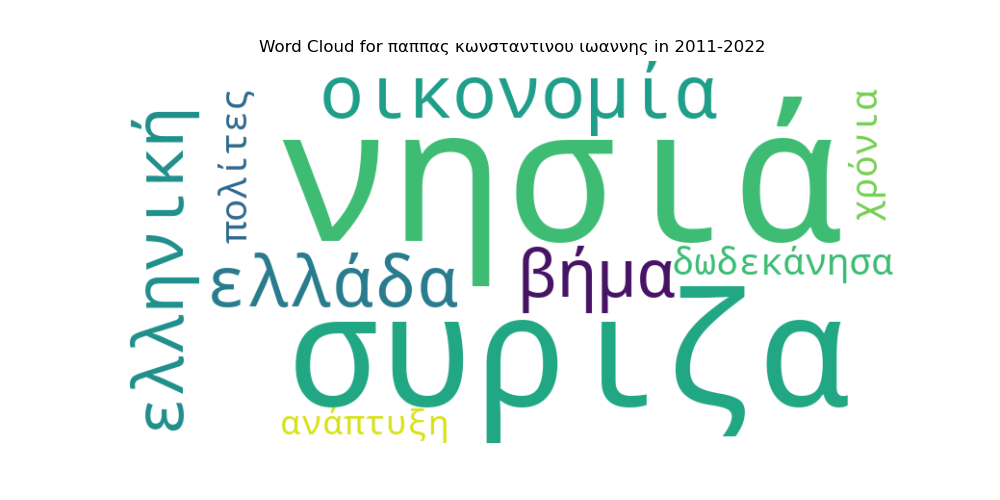 Word Cloud for παππας κωνσταντινου ιωαννης in 2011-2022
οικονομία
νησιά
ελληνική
πολίτες
χρόνια
ελλάδα
βήμα
δωδεκάνησα
συριζα
ανάπτυξη